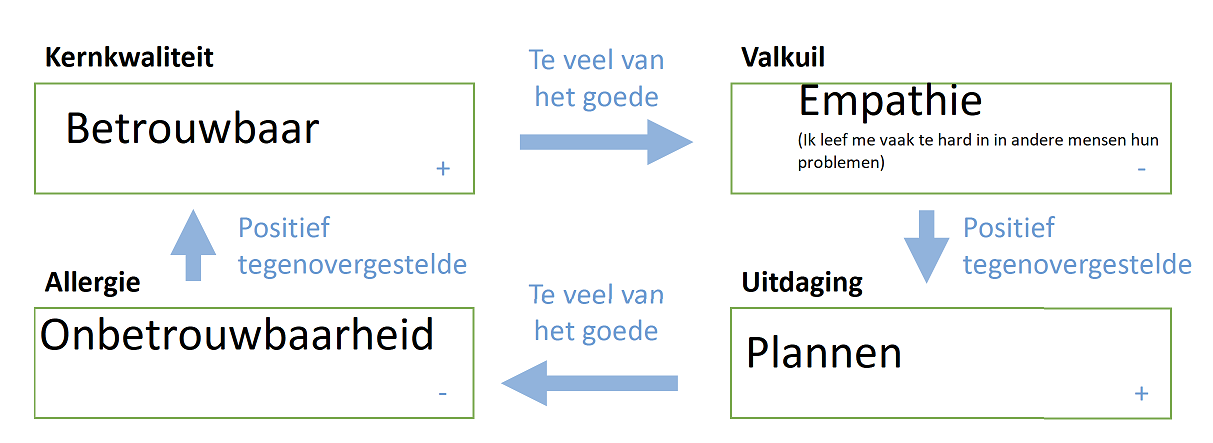 Kernkwaliteit
Te veel van
het goede
Valkuil
Betrouwbaar
+
Empathie
(Ik leef me vaak te hard in in andere mensen hun
problemen)
-
Positief
tegenovergestelde
Positief
tegenovergestelde
Allergie
Te veel van
het goede
Uitdaging
Onbetrouwbaarheid
-
Plannen
+